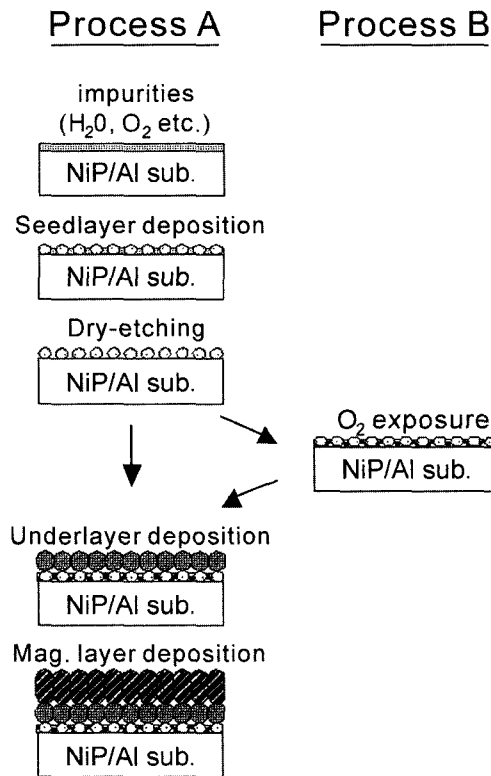 Process A
Process B
impurities
(H₂0, O₂ etc.)
NiP/Al sub.
Seedlayer deposition
NiP/Al sub.
Dry-etching
NiP/Al sub.
O₂ exposure
NiP/Al sub.
Underlayer deposition
NiP/Al sub.
Mag. layer deposition
NiP/Al sub.